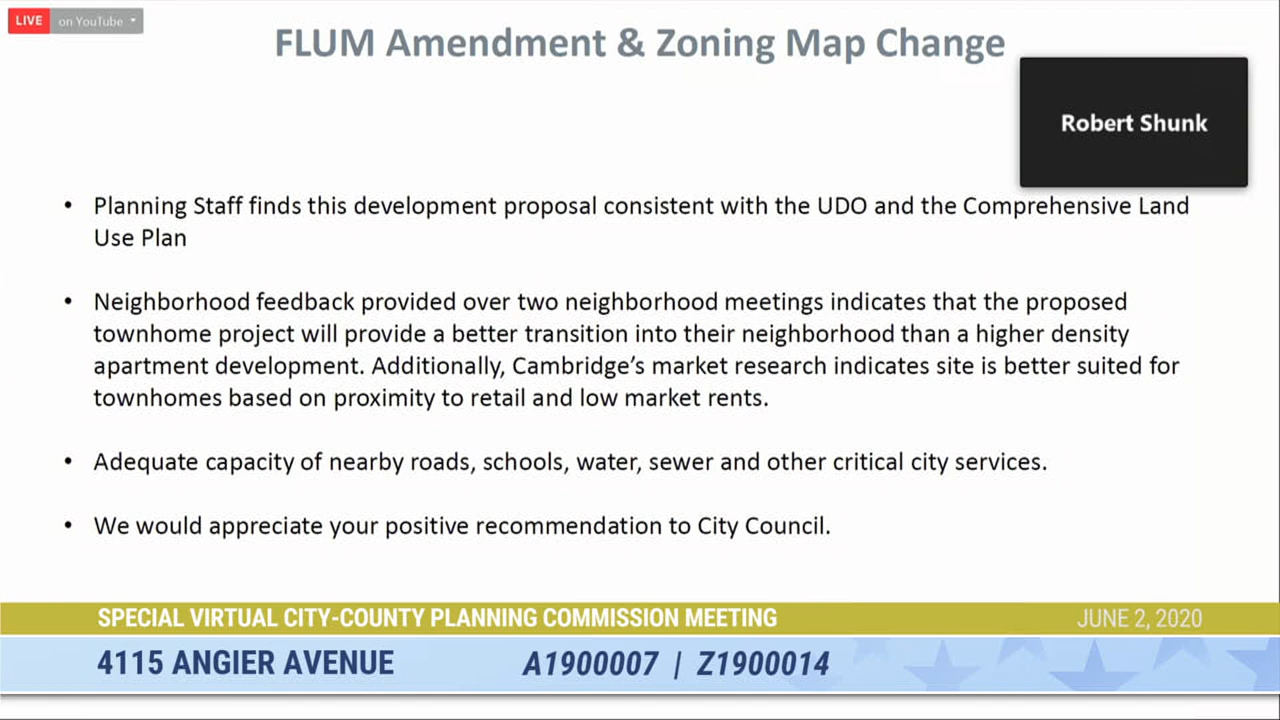 LIVE on YouTube
FLUM Amendment & Zoning Map Change
Robert Shunk
• Planning Staff finds this development proposal consistent with the UDO and the Comprehensive Land
Use Plan
• Neighborhood feedback provided over two neighborhood meetings indicates that the proposed
townhome project will provide a better transition into their neighborhood than a higher density
apartment development. Additionally, Cambridge's market research indicates site is better suited for
townhomes based on proximity to retail and low market rents.
• Adequate capacity of nearby roads, schools, water, sewer and other critical city services.
• We would appreciate your positive recommendation to City Council.
SPECIAL VIRTUAL CITY-COUNTY PLANNING COMMISSION MEETING JUNE 2, 2020
4115 ANGIER AVENUE A1900007 | Z1900014